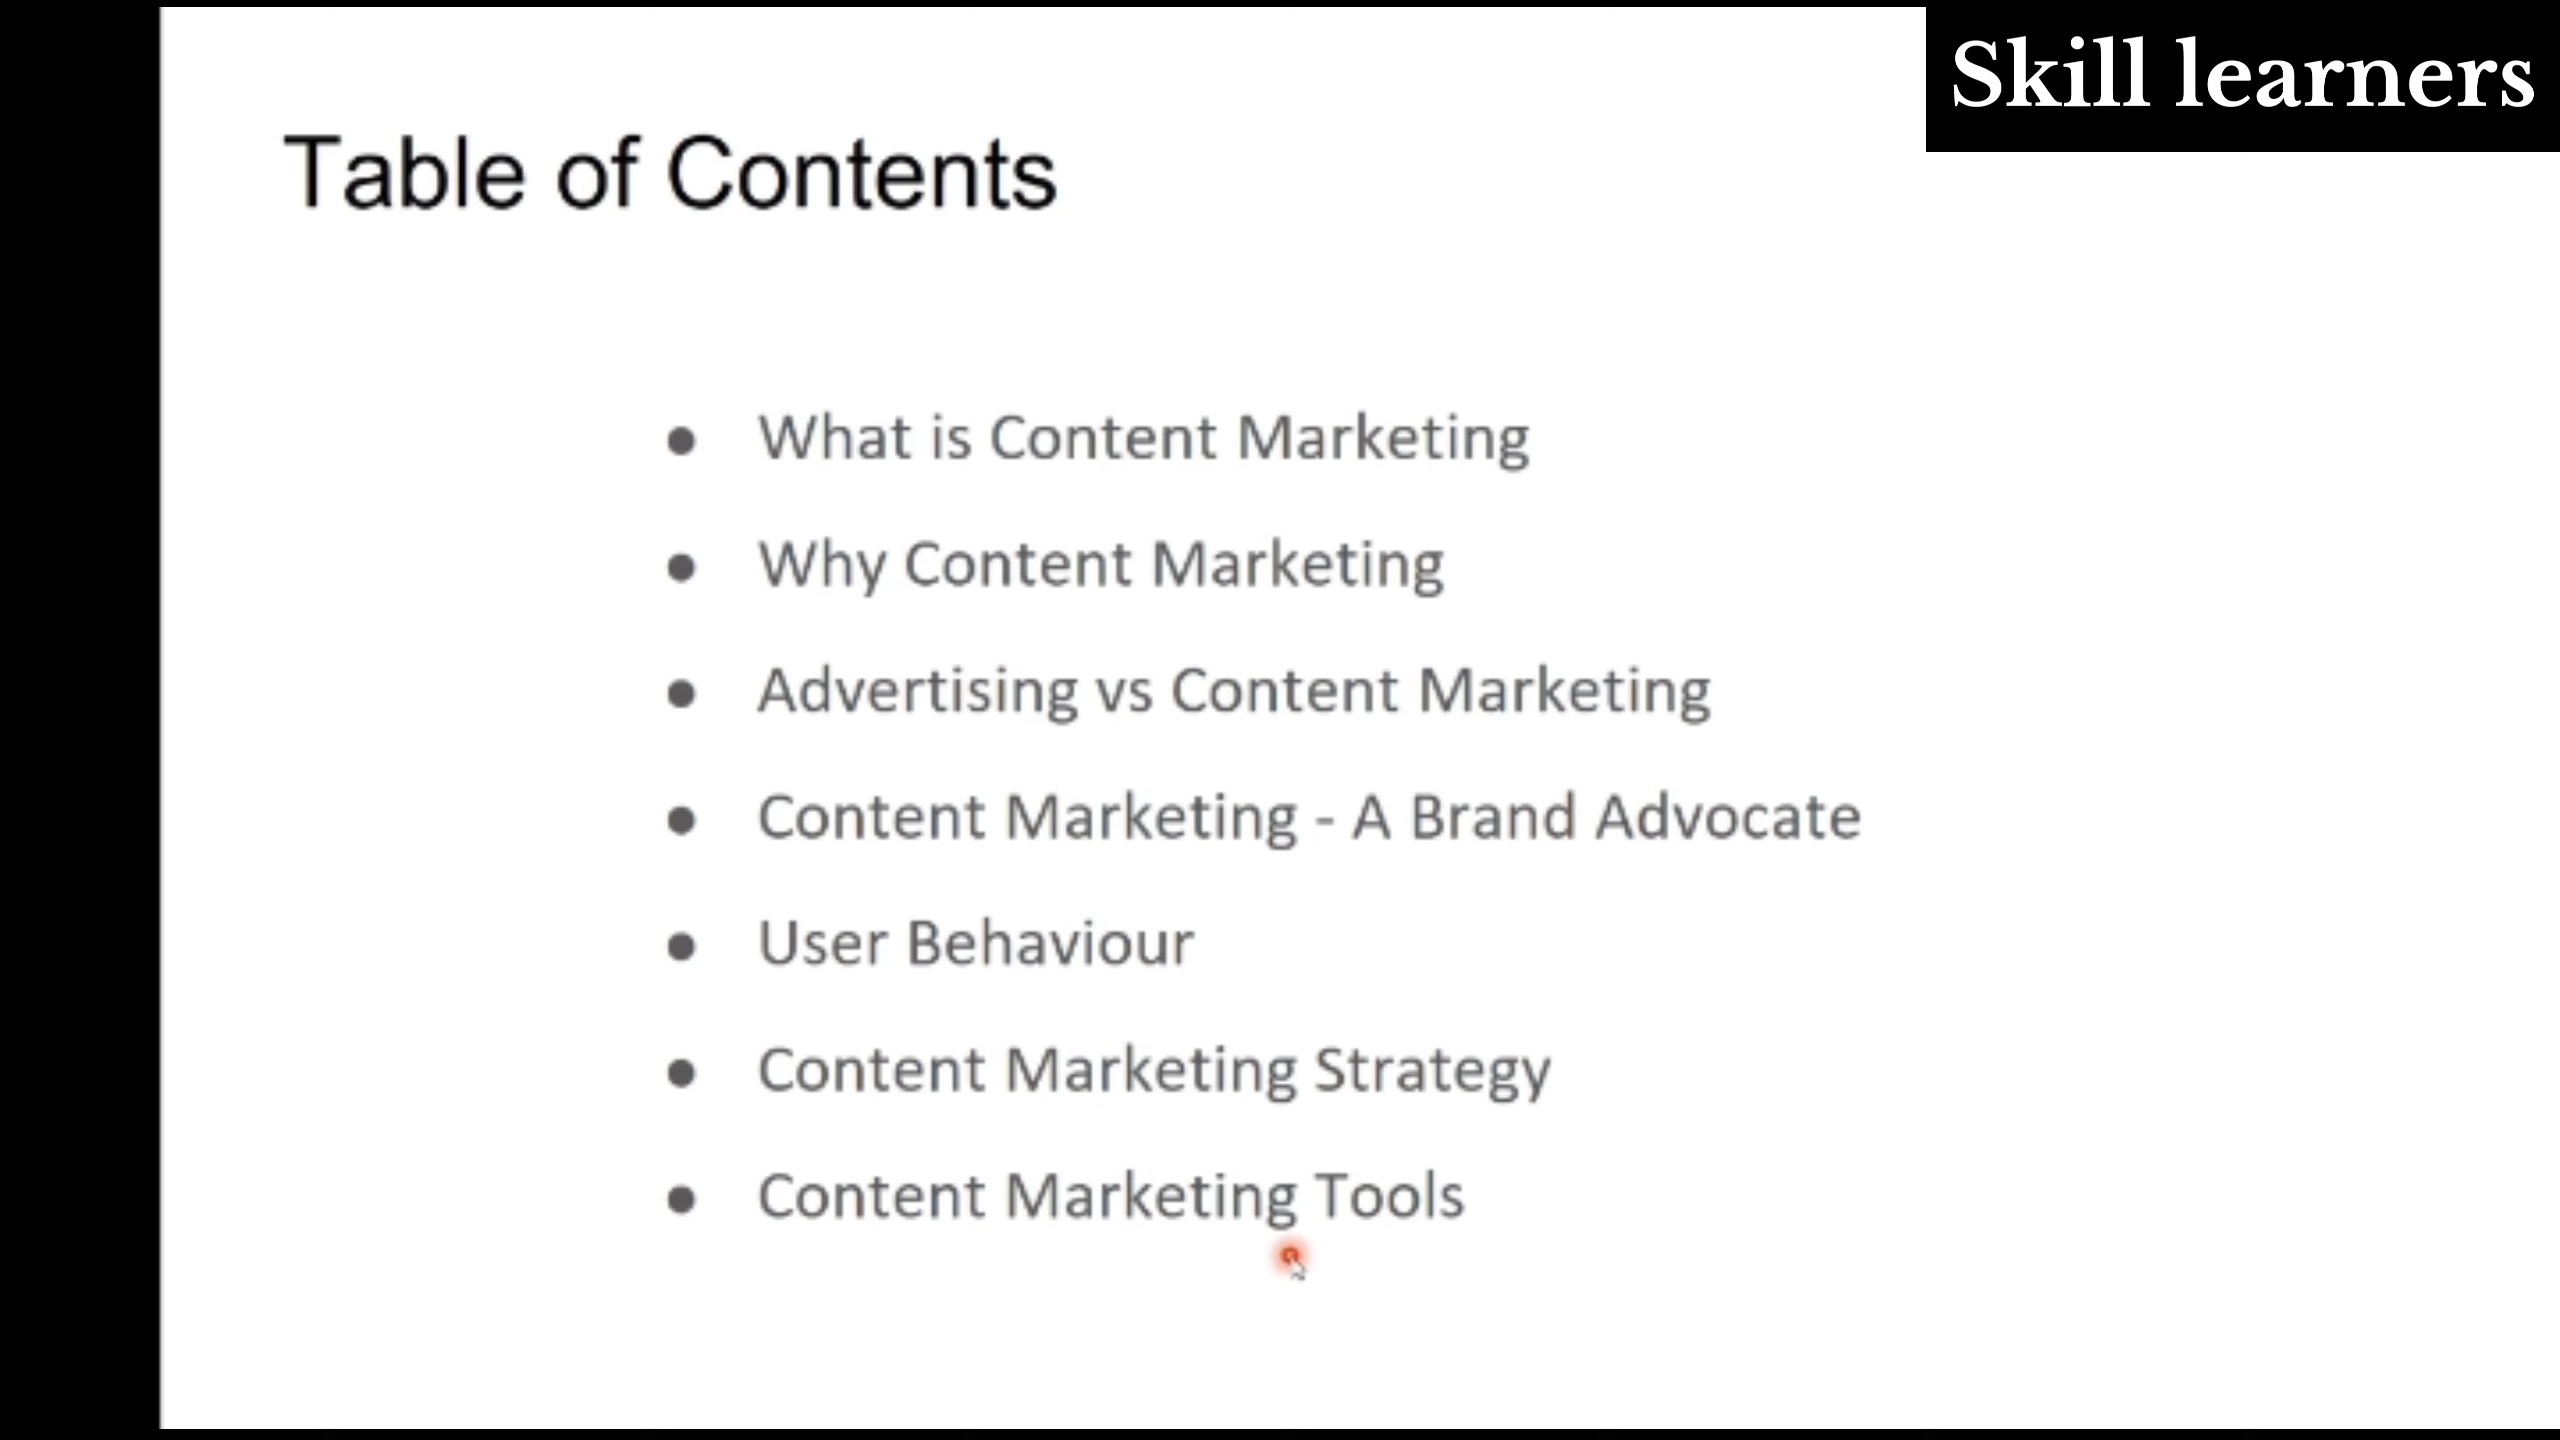 Skill learners
Table of Contents
● What is Content Marketing
● Why Content Marketing
● Advertising vs Content Marketing
● Content Marketing - A Brand Advocate
● User Behaviour
● Content Marketing Strategy
● Content Marketing Tools